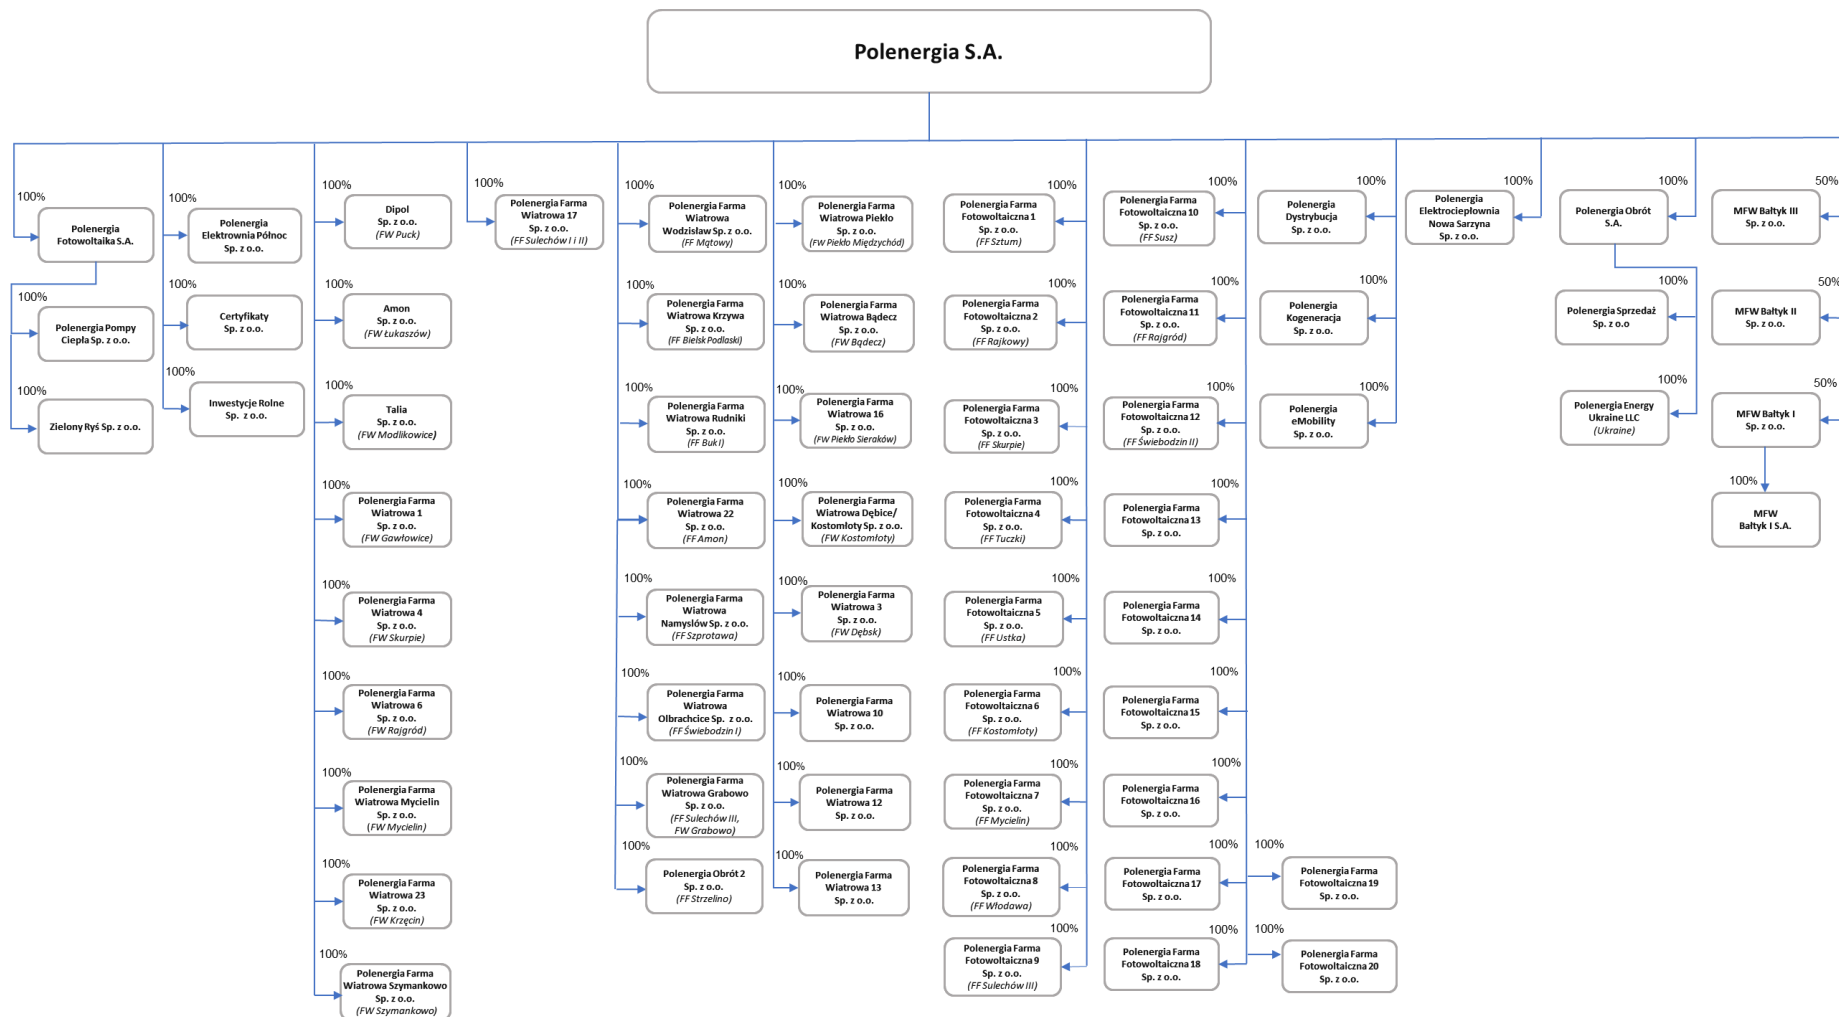 Polenergia S.A.
100%
Polenergia
Fotowoltaika S.A.
100%
Polenergia Pompy
Ciepła Sp. z o.o.
100%
Zielony Ryś Sp. z o.o.
100%
Polenergia
Elektrownia Północ
Sp. z o.o.
100%
Certyfikaty
Sp. z o.o.
100%
Inwestycje Rolne
Sp. z o.o.
100%
Dipol
Sp. z o.o.
(FW Puck)
100%
Amon
Sp. z o.o.
(FW Łukaszów)
100%
Talia
Sp. z o.o.
(FW Modlikowice)
100%
Polenergia Farma
Wiatrowa 1
Sp. z o.o.
(FW Gawłowice)
100%
Polenergia Farma
Wiatrowa 4
Sp. z o.o.
(FW Skurpie)
100%
Polenergia Farma
Wiatrowa 6
Sp. z o.o.
(FW Rajgród)
100%
Polenergia Farma
Wiatrowa Mycielin
Sp. z o.o.
(FW Mycielin)
100%
Polenergia Farma
Wiatrowa 23
Sp. z o.o.
(FW Krzęcin)
100%
Polenergia Farma
Wiatrowa Szymankowo
Sp. z o.o.
(FW Szymankowo)
100%
Polenergia Farma
Wiatrowa 17
Sp. z o.o.
(FF Sulechów I i II)
100%
Polenergia Farma
Wiatrowa
Wodzisław Sp. z o.o.
(FF Mątowy)
100%
Polenergia Farma
Wiatrowa Krzywa
Sp. z o.o.
(FF Bielsk Podlaski)
100%
Polenergia Farma
Wiatrowa Rudniki
Sp. z o.o.
(FF Buk I)
100%
Polenergia Farma
Wiatrowa 22
Sp. z o.o.
(FF Amon)
100%
Polenergia Farma
Wiatrowa
Namysłów Sp. z o.o.
(FF Szprotawa)
100%
Polenergia Farma
Wiatrowa
Olbrachcice Sp. z o.o.
(FF Świebodzin I)
100%
Polenergia Farma
Wiatrowa Grabowo
Sp. z o.o.
(FF Sulechów III,
FW Grabowo)
100%
Polenergia Obrót 2
Sp. z o.o.
(FF Strzelino)
100%
Polenergia Farma
Wiatrowa Piekło
Sp. z o.o.
(FW Piekło Międzychód)
100%
Polenergia Farma
Wiatrowa Bądecz
Sp. z o.o.
(FW Bądecz)
100%
Polenergia Farma
Wiatrowa 16
Sp. z o.o.
(FW Piekło Sieraków)
100%
Polenergia Farma
Wiatrowa Dębice/
Kostomłoty Sp. z o.o.
(FW Kostomłoty)
100%
Polenergia Farma
Wiatrowa 3
Sp. z o.o.
(FW Dębsk)
100%
Polenergia Farma
Wiatrowa 10
Sp. z o.o.
100%
Polenergia Farma
Wiatrowa 12
Sp. z o.o.
100%
Polenergia Farma
Wiatrowa 13
Sp. z o.o.
100%
Polenergia Farma
Fotowoltaiczna 1
Sp. z o.o.
(FF Sztum)
100%
Polenergia Farma
Fotowoltaiczna 2
Sp. z o.o.
(FF Rajkowy)
100%
Polenergia Farma
Fotowoltaiczna 3
Sp. z o.o.
(FF Skurpie)
100%
Polenergia Farma
Fotowoltaiczna 4
Sp. z o.o.
(FF Tuczki)
100%
Polenergia Farma
Fotowoltaiczna 5
Sp. z o.o.
(FF Ustka)
100%
Polenergia Farma
Fotowoltaiczna 6
Sp. z o.o.
(FF Kostomłoty)
100%
Polenergia Farma
Fotowoltaiczna 7
Sp. z o.o.
(FF Mycielin)
100%
Polenergia Farma
Fotowoltaiczna 8
Sp. z o.o.
(FF Włodawa)
100%
Polenergia Farma
Fotowoltaiczna 9
Sp. z o.o.
(FF Sulechów III)
100%
Polenergia Farma
Fotowoltaiczna 10
Sp. z o.o.
(FF Susz)
100%
Polenergia Farma
Fotowoltaiczna 11
Sp. z o.o.
(FF Rajgród)
100%
Polenergia Farma
Fotowoltaiczna 12
Sp. z o.o.
(FF Świebodzin II)
100%
Polenergia Farma
Fotowoltaiczna 13
Sp. z o.o.
100%
Polenergia Farma
Fotowoltaiczna 14
Sp. z o.o.
100%
Polenergia Farma
Fotowoltaiczna 15
Sp. z o.o.
100%
Polenergia Farma
Fotowoltaiczna 16
Sp. z o.o.
100%
Polenergia Farma
Fotowoltaiczna 17
Sp. z o.o.
100%
Polenergia Farma
Fotowoltaiczna 18
Sp. z o.o.
100%
Polenergia Farma
Fotowoltaiczna 19
Sp. z o.o.
100%
Polenergia Farma
Fotowoltaiczna 20
Sp. z o.o.
100%
Polenergia
Dystrybucja
Sp. z o.o.
100%
Polenergia
Kogeneracja
Sp. z o.o.
100%
Polenergia
eMobility
Sp. z o.o.
100%
Polenergia
Elektrociepłownia
Nowa Sarzyna
Sp. z o.o.
100%
Polenergia Obrót
S.A.
100%
Polenergia Sprzedaż
Sp. z o.o
100%
Polenergia Energy
Ukraine LLC
(Ukraine)
50%
MFW Bałtyk III
Sp. z o.o.
50%
MFW Bałtyk II
Sp. z o.o.
50%
MFW Bałtyk I
Sp. z o.o.
100%
MFW
Bałtyk I S.A.